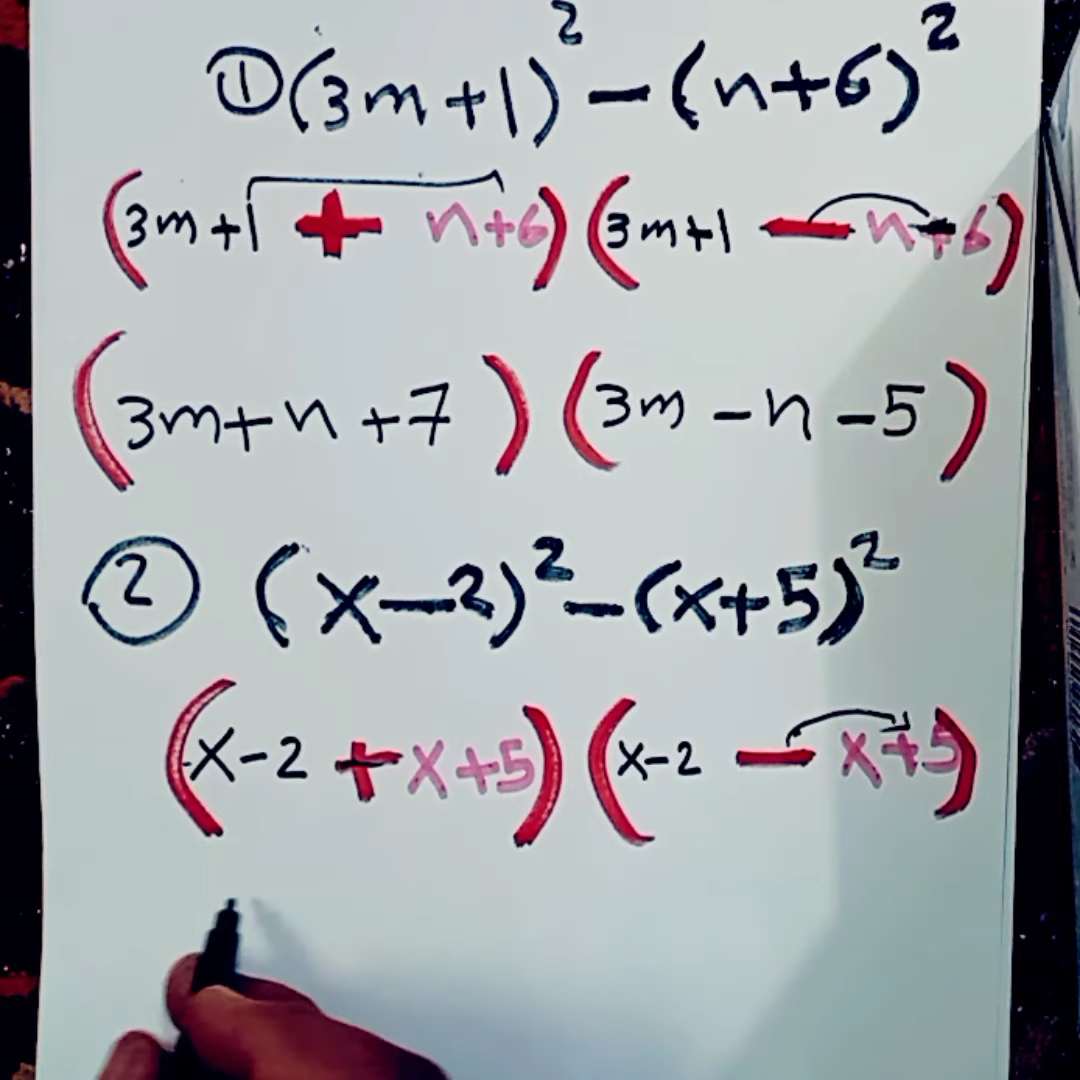 ① (3m+1)² − (n+6)²
(3m+1 + n+6) (3m+1 − n+6)
(3m+n+7) (3m−n−5)
② (x−2)² − (x+5)²
(x−2 + x+5) (x−2 − x+5)